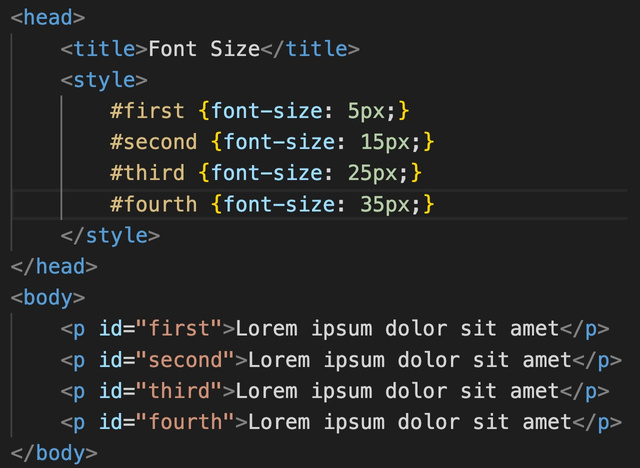 <head>
<title>Font Size</title>
<style>
#first {font-size: 5px;}
#second {font-size: 15px;}
#third {font-size: 25px;}
#fourth {font-size: 35px;}
</style>
</head>
<body>
<p id="first">Lorem ipsum dolor sit amet</p>
<p id="second">Lorem ipsum dolor sit amet</p>
<p id="third">Lorem ipsum dolor sit amet</p>
<p id="fourth">Lorem ipsum dolor sit amet</p>
</body>